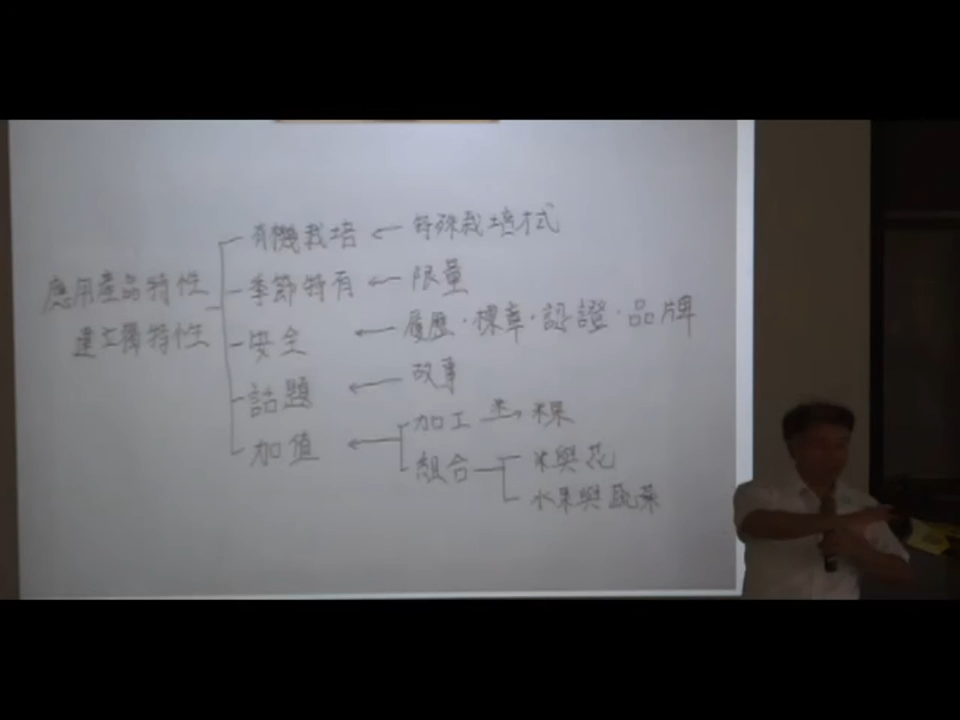 應用產品特性
建立獨特性
有機栽培 ← 特殊栽培式
季節特有 ← 限量
安全 ← 履歷·標章·認證·品牌
話題 ← 故事
加值 ← 加工 米→ 粿
組合 米與花
水果與蔬菜